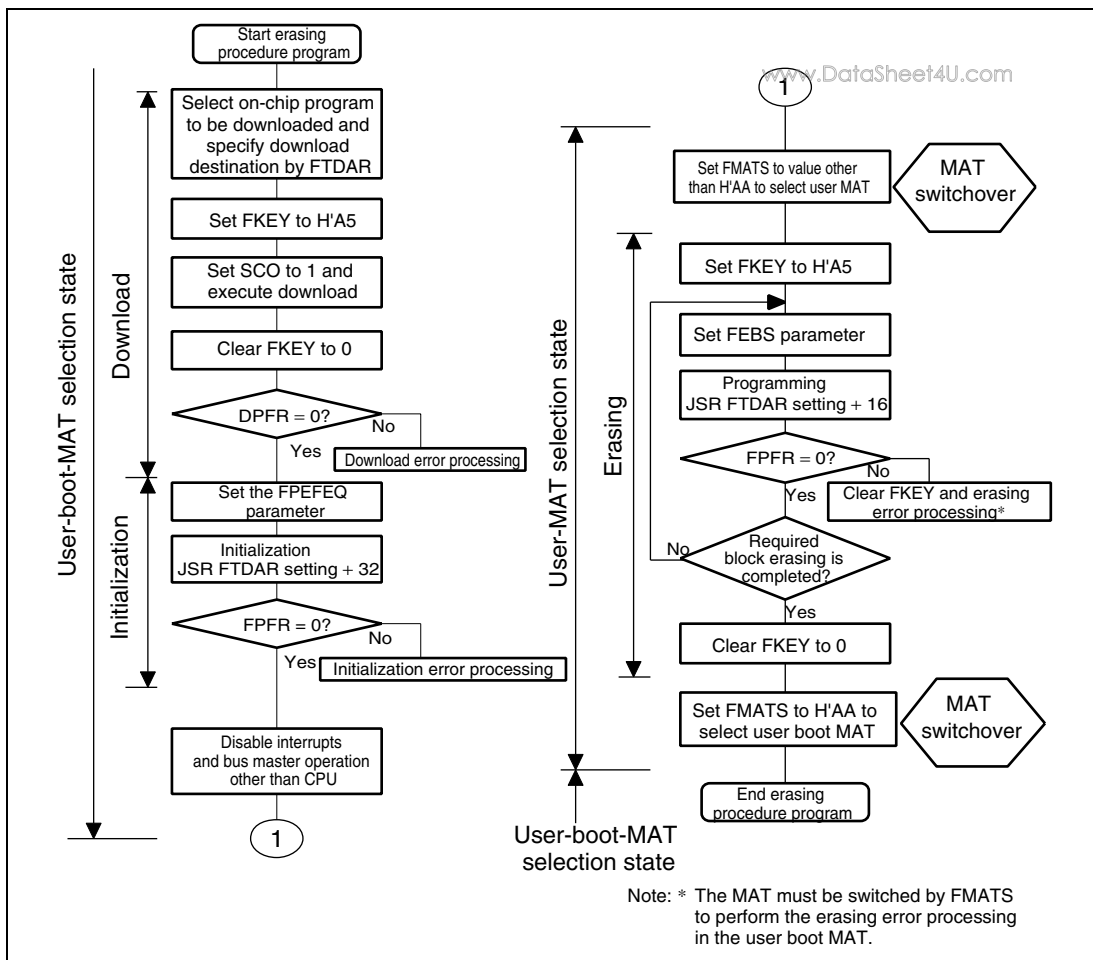 Start erasing
procedure program
Select on-chip program
to be downloaded and
specify download
destination by FTDAR
Set FKEY to H'A5
Set SCO to 1 and
execute download
Clear FKEY to 0
DPFR = 0?
No
Yes
Download error processing
Set the FPEFEQ
parameter
Initialization
JSR FTDAR setting + 32
FPFR = 0?
No
Yes
Initialization error processing
Disable interrupts
and bus master operation
other than CPU
1
User-boot-MAT selection state
Download
Initialization
www.DataSheet4U.com
1
Set FMATS to value other
than H'AA to select user MAT
MAT
switchover
Set FKEY to H'A5
Set FEBS parameter
Programming
JSR FTDAR setting + 16
FPFR = 0?
No
Yes
Clear FKEY and erasing
error processing*
Required
block erasing is
completed?
No
Yes
Clear FKEY to 0
Set FMATS to H'AA to
select user boot MAT
MAT
switchover
End erasing
procedure program
User-MAT selection state
Erasing
User-boot-MAT
selection state
Note: * The MAT must be switched by FMATS
to perform the erasing error processing
in the user boot MAT.